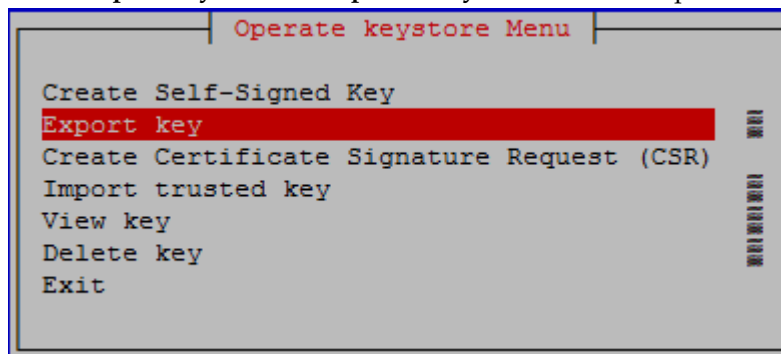 Operate keystore Menu
Create Self-Signed Key
Export key
Create Certificate Signature Request (CSR)
Import trusted key
View key
Delete key
Exit